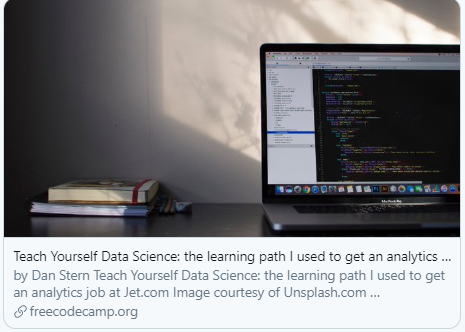 Teach Yourself Data Science: the learning path I used to get an analytics ...
by Dan Stern Teach Yourself Data Science: the learning path I used to get
an analytics job at Jet.com Image courtesy of Unsplash.com ...
freecodecamp.org